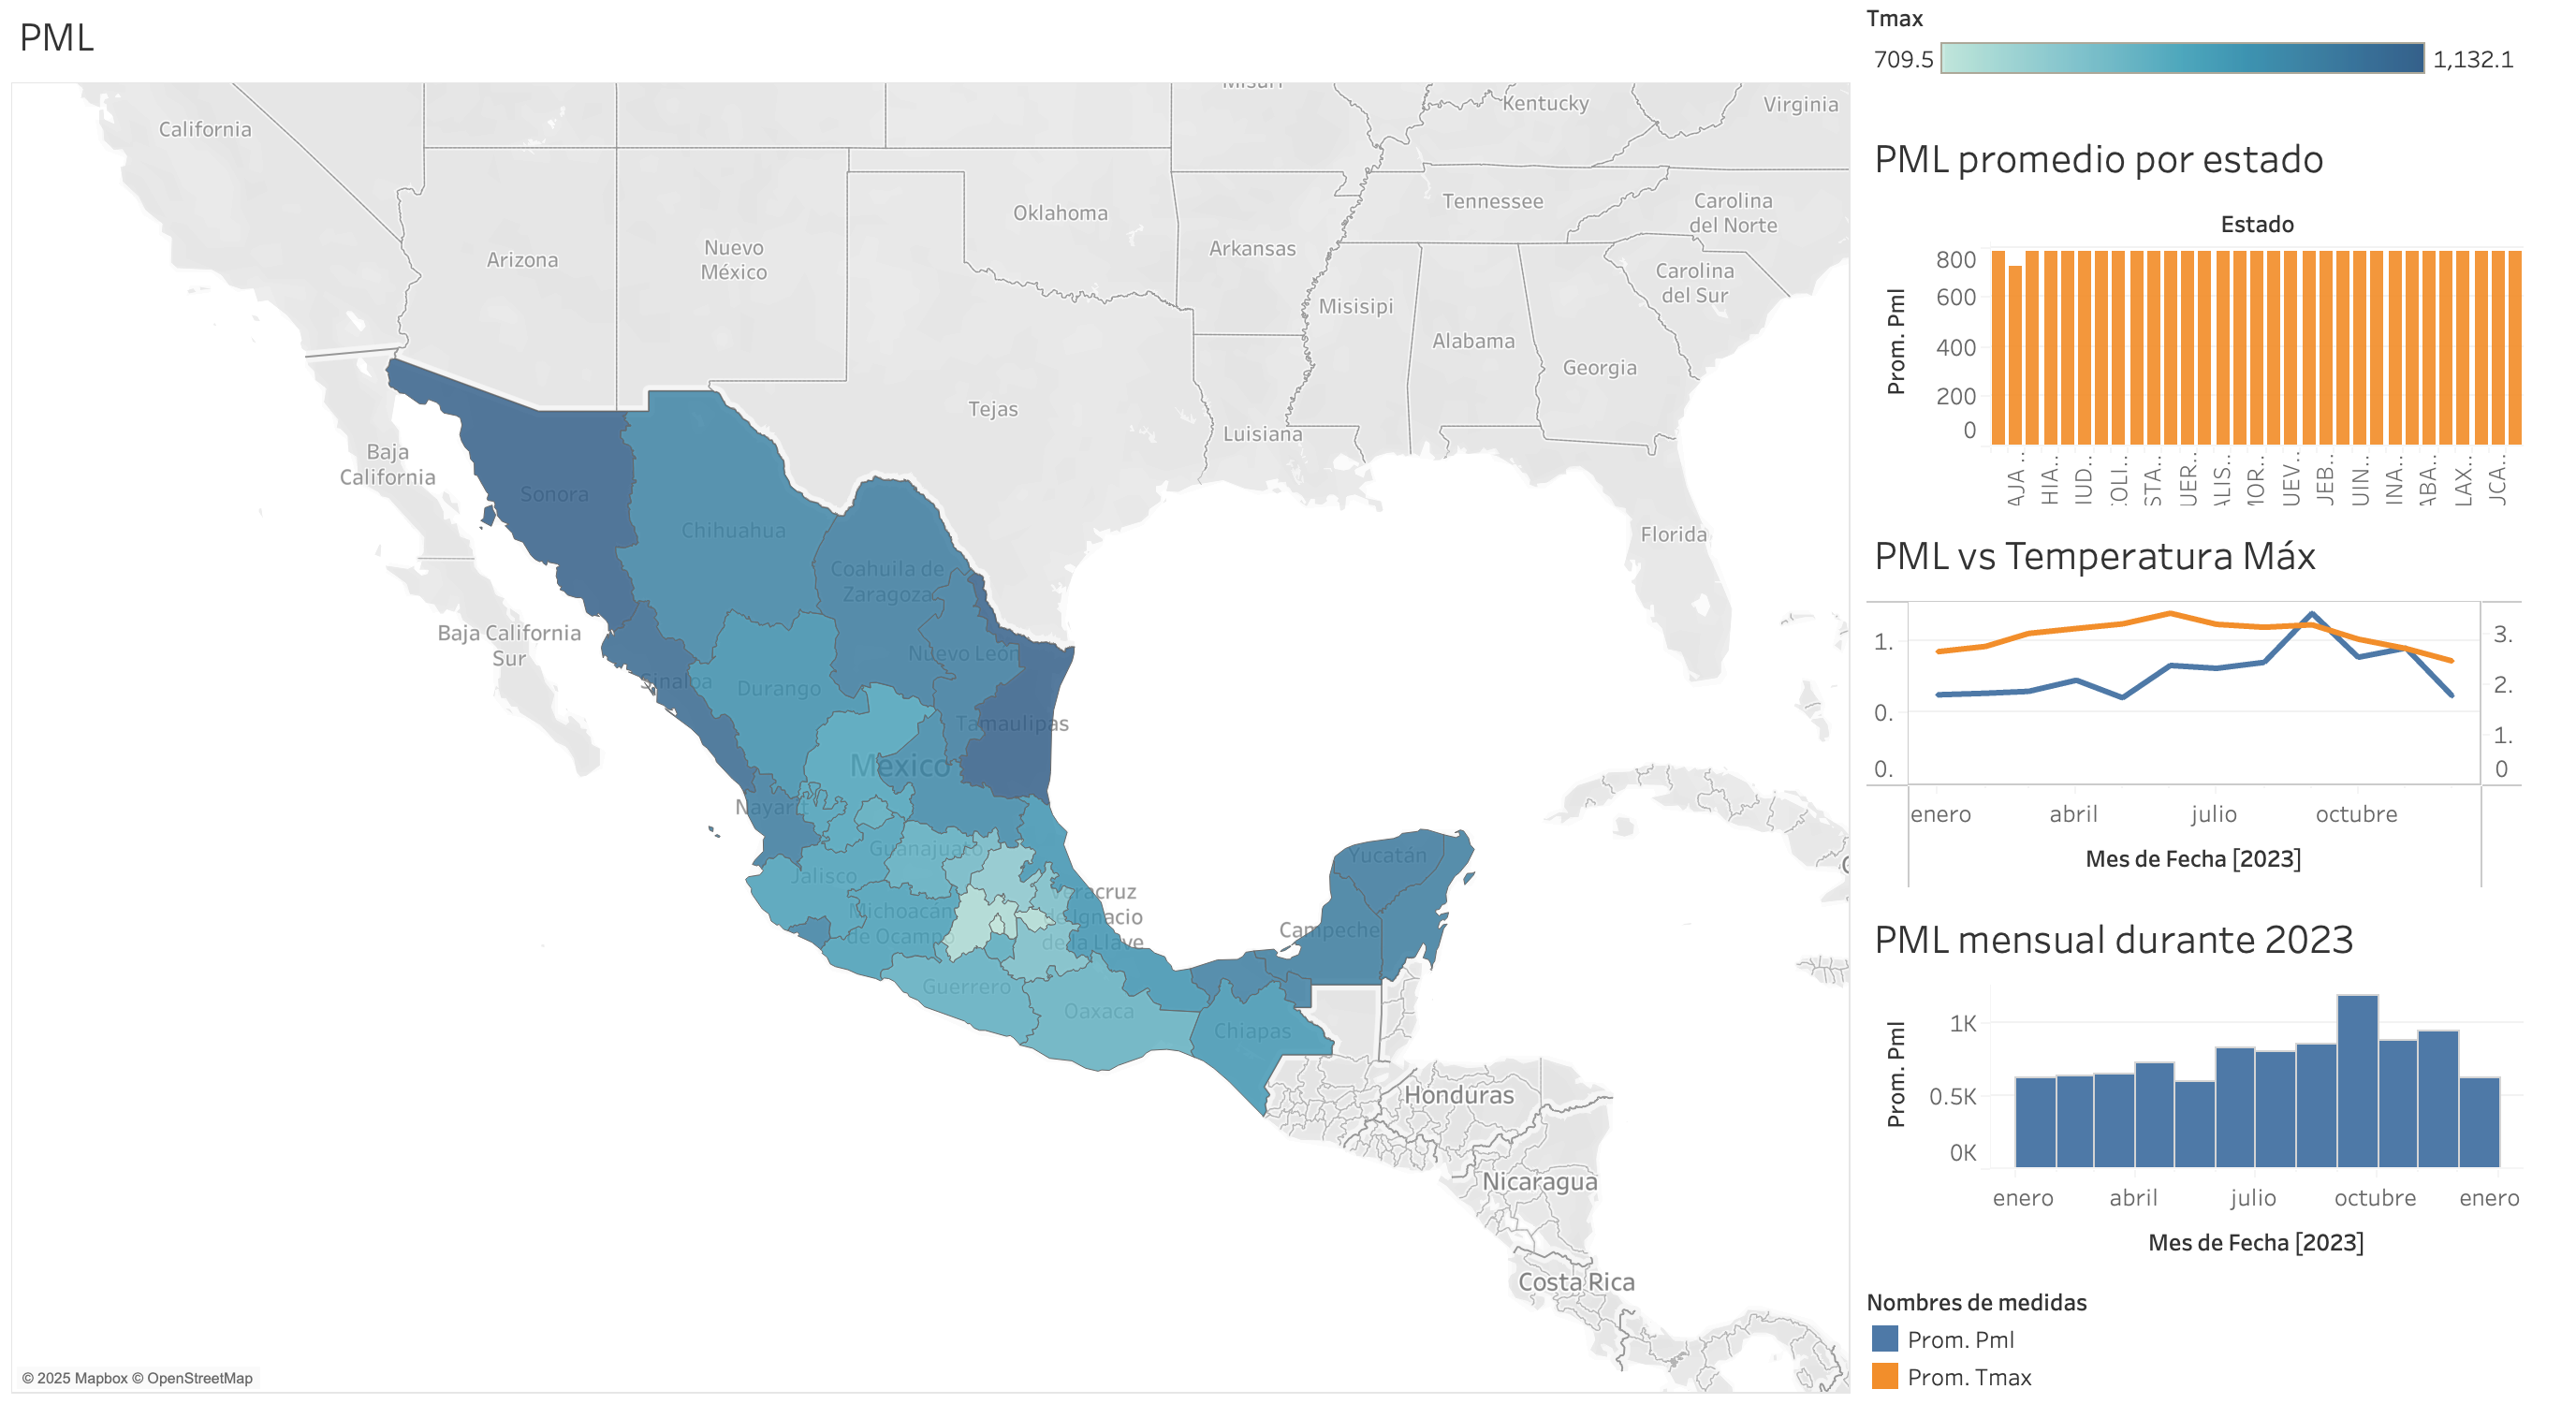 PML
Misuri
Kentucky
Virginia
California
Oklahoma
Tennessee
Carolina
del Norte
Arizona
Nuevo
México
Arkansas
Carolina
del Sur
Misisipi
Alabama
Georgia
Tejas
Luisiana
Baja
California
Sonora
Chihuahua
Florida
Coahuila de
Zaragoza
Baja California
Sur
Nuevo León
Sinaloa
Durango
Tamaulipas
México
Nayarit
Guanajuato
Jalisco
Yucatán
Veracruz
de Ignacio
de la Llave
Michoacán
de Ocampo
Campeche
Guerrero
Oaxaca
Chiapas
Honduras
Nicaragua
Costa Rica
© 2025 Mapbox © OpenStreetMap
Tmax
709.5 1,132.1
PML promedio por estado
Estado
Prom. Pml
800
600
400
200
0
AJA.. HIA.. IUD.. OLI.. STA.. UER.. ALIS.. MOR.. UEV.. JEB.. UIN.. INA.. ABA.. LAX.. JCA..
PML vs Temperatura Máx
1.
0.
0.
3.
2.
1.
0
enero abril julio octubre
Mes de Fecha [2023]
PML mensual durante 2023
Prom. Pml
1K
0.5K
0K
enero abril julio octubre enero
Mes de Fecha [2023]
Nombres de medidas
Prom. Pml
Prom. Tmax